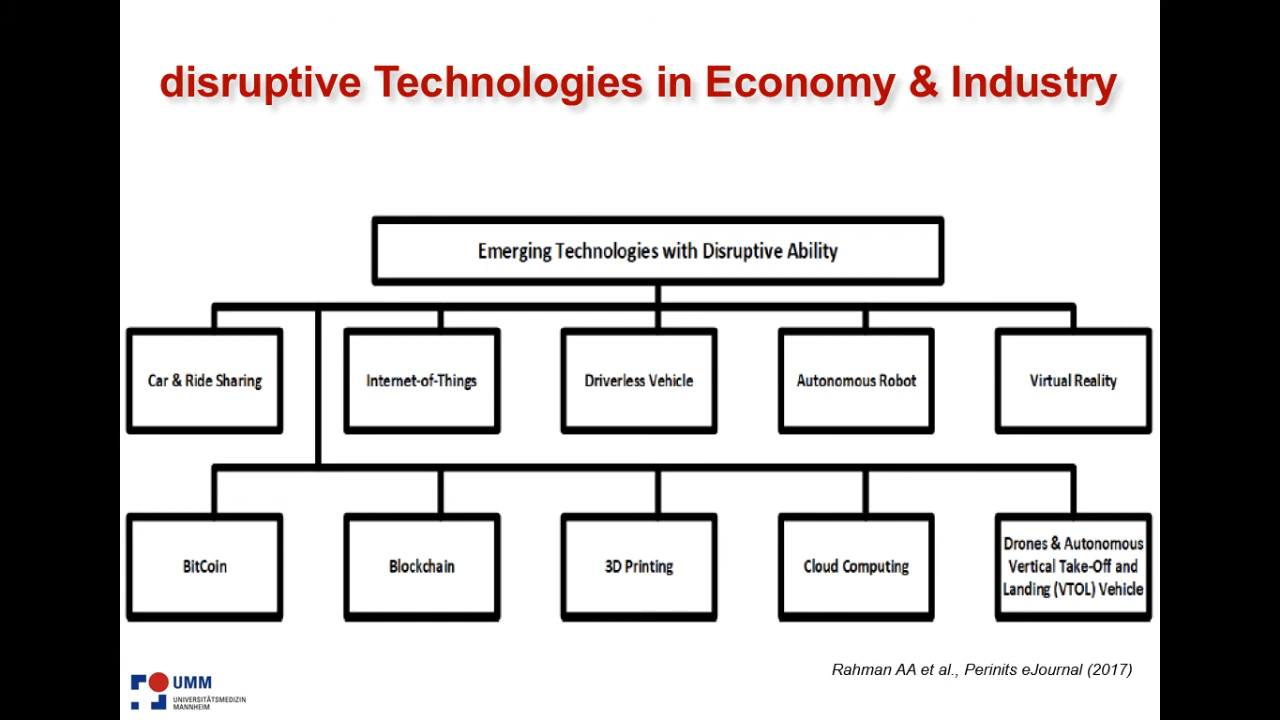 disruptive Technologies in Economy & Industry
Emerging Technologies with Disruptive Ability
Car & Ride Sharing
Internet-of-Things
Driverless Vehicle
Autonomous Robot
Virtual Reality
BitCoin
Blockchain
3D Printing
Cloud Computing
Drones & Autonomous
Vertical Take-Off and
Landing (VTOL) Vehicle
Rahman AA et al., Perinits eJournal (2017)
UMM
UNIVERSITÄTSMEDIZIN
MANNHEIM